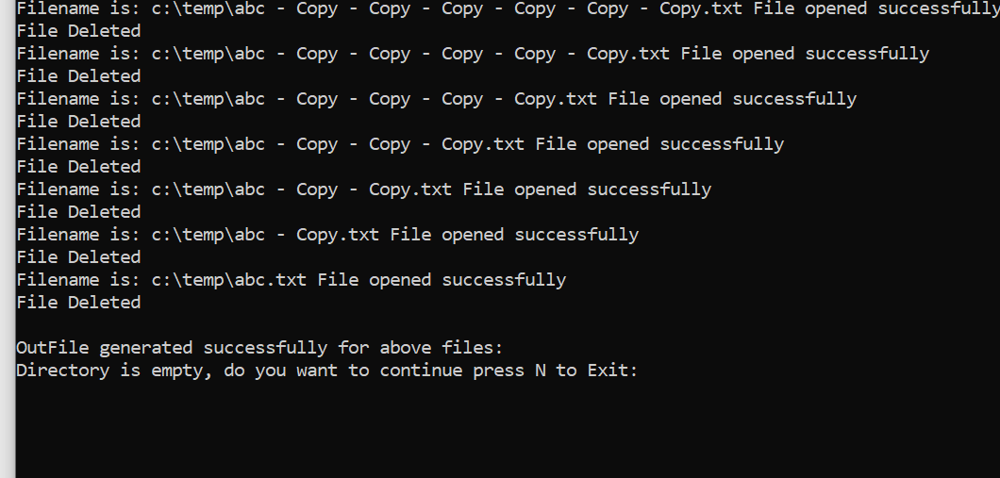 Filename is: c:\temp\abc - Copy - Copy - Copy - Copy - Copy - Copy.txt File opened successfully
File Deleted
Filename is: c:\temp\abc - Copy - Copy - Copy - Copy - Copy.txt File opened successfully
File Deleted
Filename is: c:\temp\abc - Copy - Copy - Copy - Copy.txt File opened successfully
File Deleted
Filename is: c:\temp\abc - Copy - Copy - Copy.txt File opened successfully
File Deleted
Filename is: c:\temp\abc - Copy - Copy.txt File opened successfully
File Deleted
Filename is: c:\temp\abc - Copy.txt File opened successfully
File Deleted
Filename is: c:\temp\abc.txt File opened successfully
File Deleted
OutFile generated successfully for above files:
Directory is empty, do you want to continue press N to Exit: